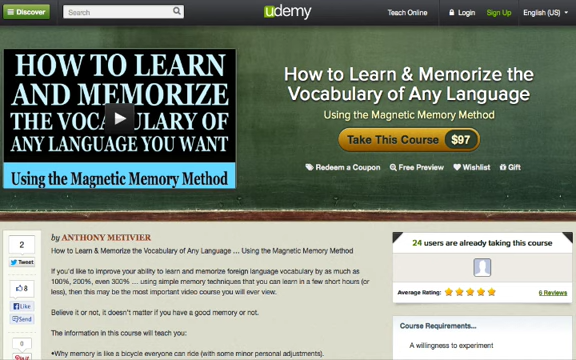 Discover
Search
udemy
Teach Online
Login
Sign Up
English (US)
HOW TO LEARN
AND MEMORIZE
THE VOCABULARY OF
ANY LANGUAGE YOU WANT
Using the Magnetic Memory Method
How to Learn & Memorize the
Vocabulary of Any Language
Using the Magnetic Memory Method
Take This Course $97
Redeem a Coupon
Free Preview
Wishlist
Gift
2
Tweet
8
Like
Send
0
Pin it
by ANTHONY METIVIER
How to Learn & Memorize the Vocabulary of Any Language ... Using the Magnetic Memory Method
If you'd like to improve your ability to learn and memorize foreign language vocabulary by as much as
100%, 200%, even 300% ... using simple memory techniques that you can learn in a few short hours (or
less), then this may be the most important video course you will ever view.
Believe it or not, it doesn't matter if you have a good memory or not.
The information in this course will teach you:
*Why memory is like a bicycle everyone can ride (with some minor personal adjustments).
24 users are already taking this course
Average Rating:
6 Reviews
Course Requirements...
A willingness to experiment